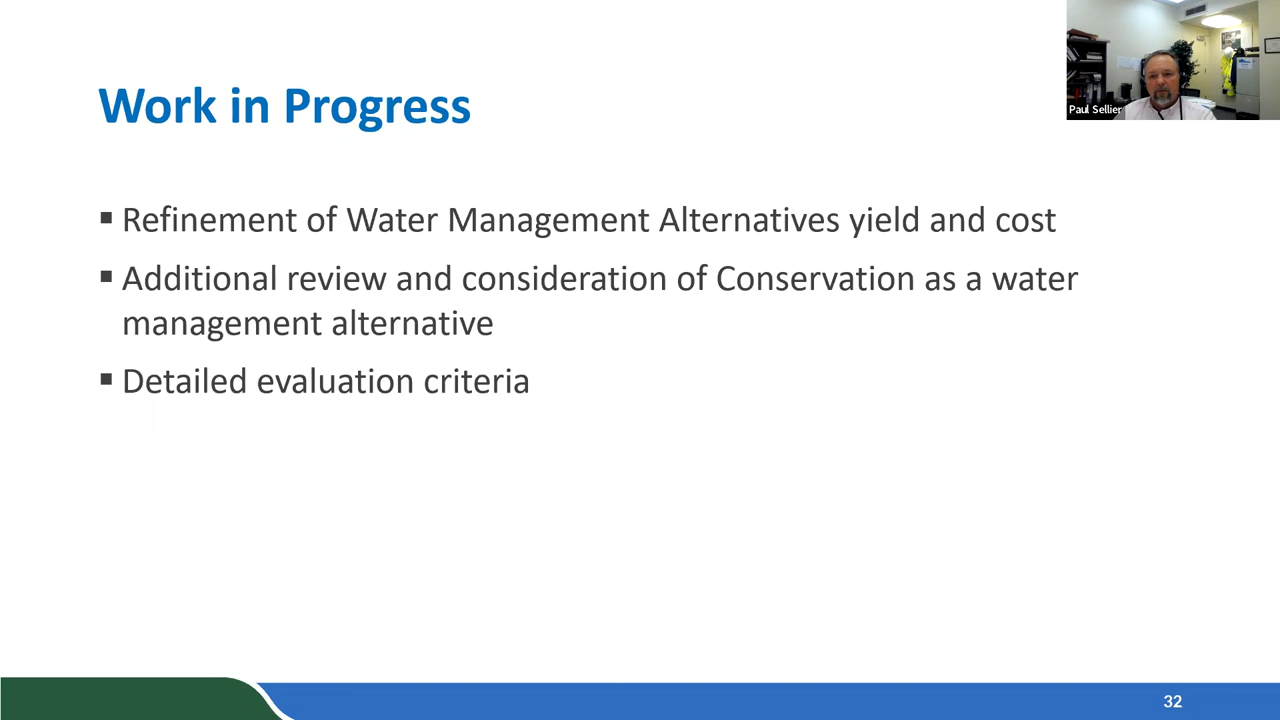 Paul Sellier
Work in Progress
▪ Refinement of Water Management Alternatives yield and cost
▪ Additional review and consideration of Conservation as a water
management alternative
▪ Detailed evaluation criteria
32